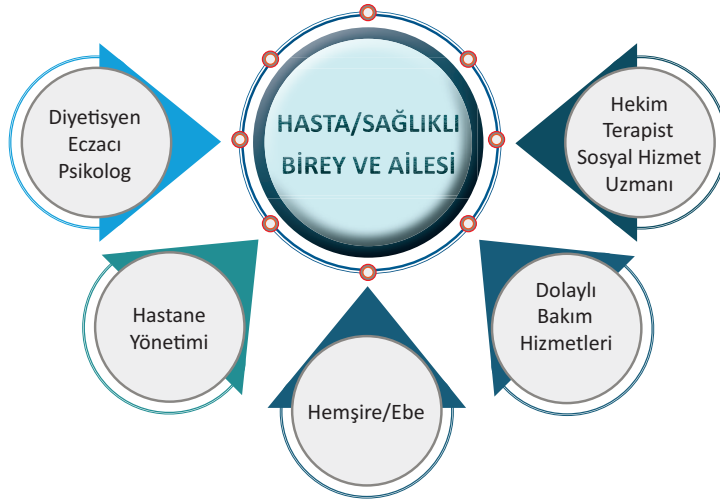 HASTA/SAĞLIKLI
BİREY VE AİLESİ
Diyetisyen
Eczacı
Psikolog
Hekim
Terapist
Sosyal Hizmet
Uzmanı
Hastane
Yönetimi
Dolaylı
Bakım
Hizmetleri
Hemşire/Ebe